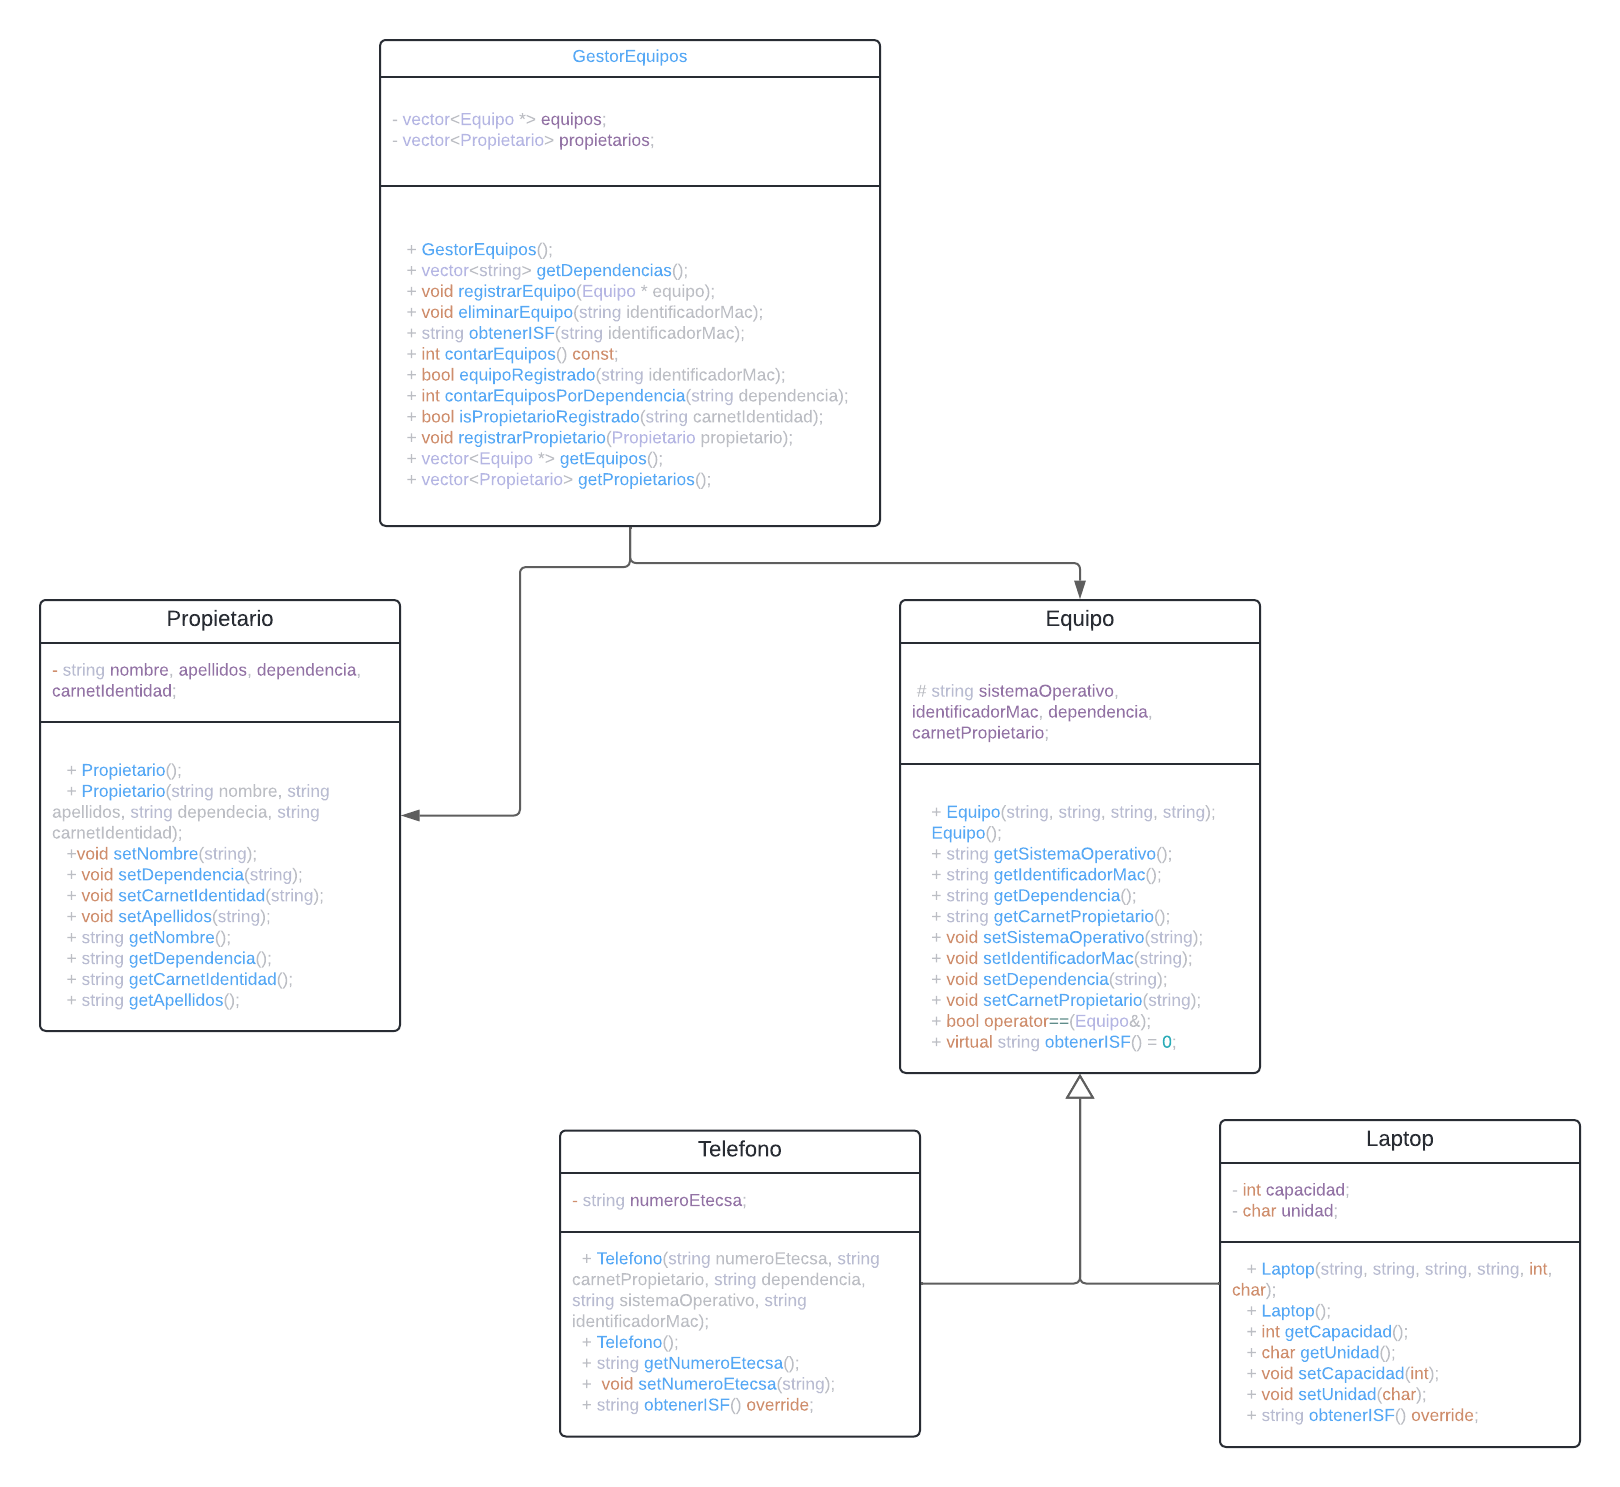 GestorEquipos
- vector<Equipo *> equipos;
- vector<Propietario> propietarios;
+ GestorEquipos();
+ vector<string> getDependencias();
+ void registrarEquipo(Equipo * equipo);
+ void eliminarEquipo(string identificadorMac);
+ string obtenerISF(string identificadorMac);
+ int contarEquipos() const;
+ bool equipoRegistrado(string identificadorMac);
+ int contarEquiposPorDependencia(string dependencia);
+ bool isPropietarioRegistrado(string carnetIdentidad);
+ void registrarPropietario(Propietario propietario);
+ vector<Equipo *> getEquipos();
+ vector<Propietario> getPropietarios();
Propietario
- string nombre, apellidos, dependencia,
carnetIdentidad;
+ Propietario();
+ Propietario(string nombre, string
apellidos, string dependecia, string
carnetIdentidad);
+void setNombre(string);
+ void setDependencia(string);
+ void setCarnetIdentidad(string);
+ void setApellidos(string);
+ string getNombre();
+ string getDependencia();
+ string getCarnetIdentidad();
+ string getApellidos();
Equipo
# string sistemaOperativo,
identificadorMac, dependencia,
carnetPropietario;
+ Equipo(string, string, string, string);
Equipo();
+ string getSistemaOperativo();
+ string getIdentificadorMac();
+ string getDependencia();
+ string getCarnetPropietario();
+ void setSistemaOperativo(string);
+ void setIdentificadorMac(string);
+ void setDependencia(string);
+ void setCarnetPropietario(string);
+ bool operator==(Equipo&);
+ virtual string obtenerISF() = 0;
Telefono
- string numeroEtecsa;
+ Telefono(string numeroEtecsa, string
carnetPropietario, string dependencia,
string sistemaOperativo, string
identificadorMac);
+ Telefono();
+ string getNumeroEtecsa();
+ void setNumeroEtecsa(string);
+ string obtenerISF() override;
Laptop
- int capacidad;
- char unidad;
+ Laptop(string, string, string, string, int,
char);
+ Laptop();
+ int getCapacidad();
+ char getUnidad();
+ void setCapacidad(int);
+ void setUnidad(char);
+ string obtenerISF() override;